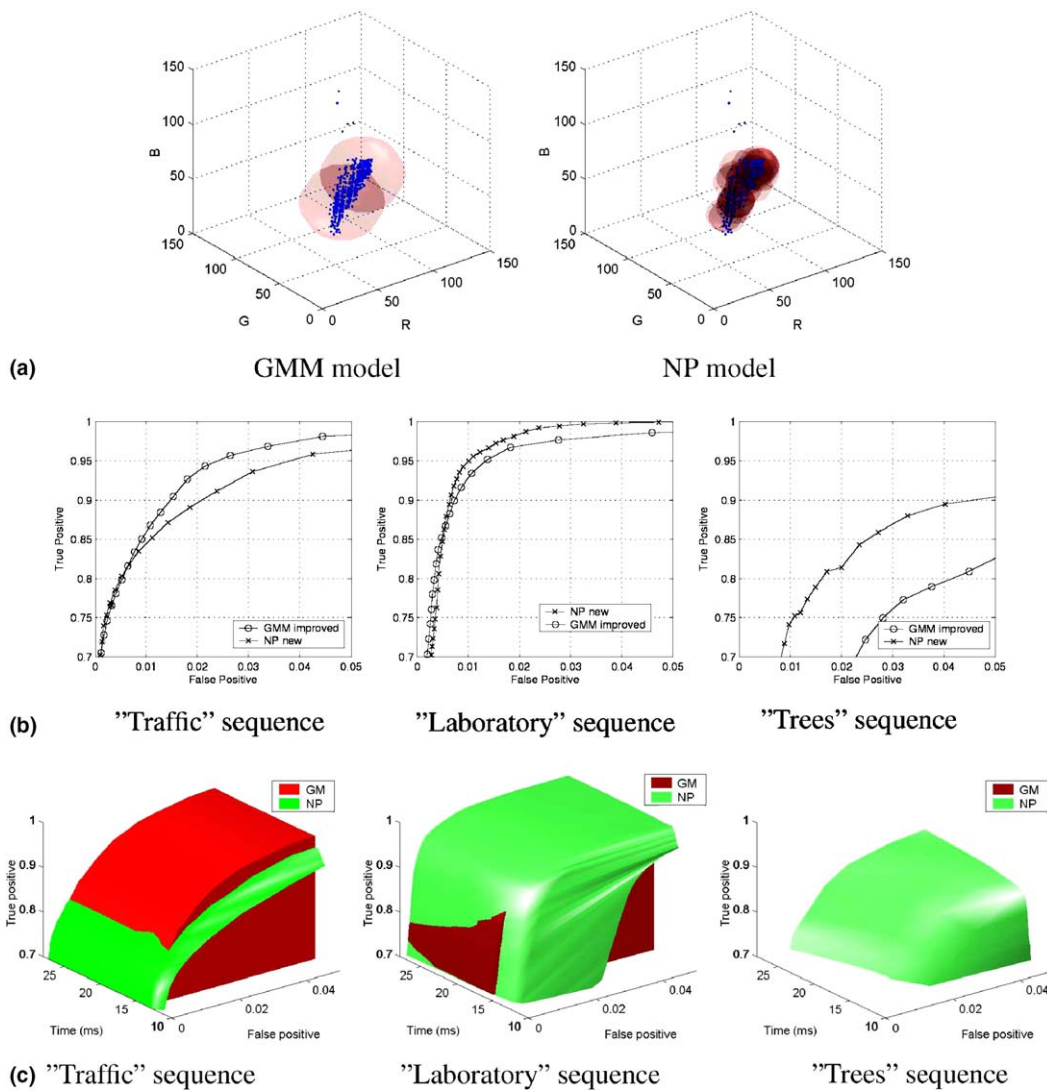 150
150
100
100
B
B
50
50
0
0
150
150
100
150
100
150
50
100
50
100
G
50
G
50
0
0
R
0
0
R
(a)
GMM model
NP model
1
1
1
0.95
0.95
0.95
0.9
0.9
0.9
True Positive
True Positive
True Positive
0.85
0.85
0.85
0.8
0.8
0.8
0.75
0.75
0.75
0.7
0.7
0.7
GMM improved
NP new
NP new
GMM improved
GMM improved
NP new
0 0.01 0.02 0.03 0.04 0.05
0 0.01 0.02 0.03 0.04 0.05
0 0.01 0.02 0.03 0.04 0.05
False Positive
False Positive
False Positive
(b)
"Traffic" sequence
"Laboratory" sequence
"Trees" sequence
GM
NP
GM
NP
GM
NP
1
1
1
0.9
0.9
0.9
True positive
True positive
True positive
0.8
0.8
0.8
0.7
0.7
0.7
25
20
15
10
0
0.02
0.04
25
20
15
10
0
0.02
0.04
25
20
15
10
0
0.02
0.04
Time (ms)
False positive
Time (ms)
False positive
Time (ms)
False positive
(c)
"Traffic" sequence
"Laboratory" sequence
"Trees" sequence